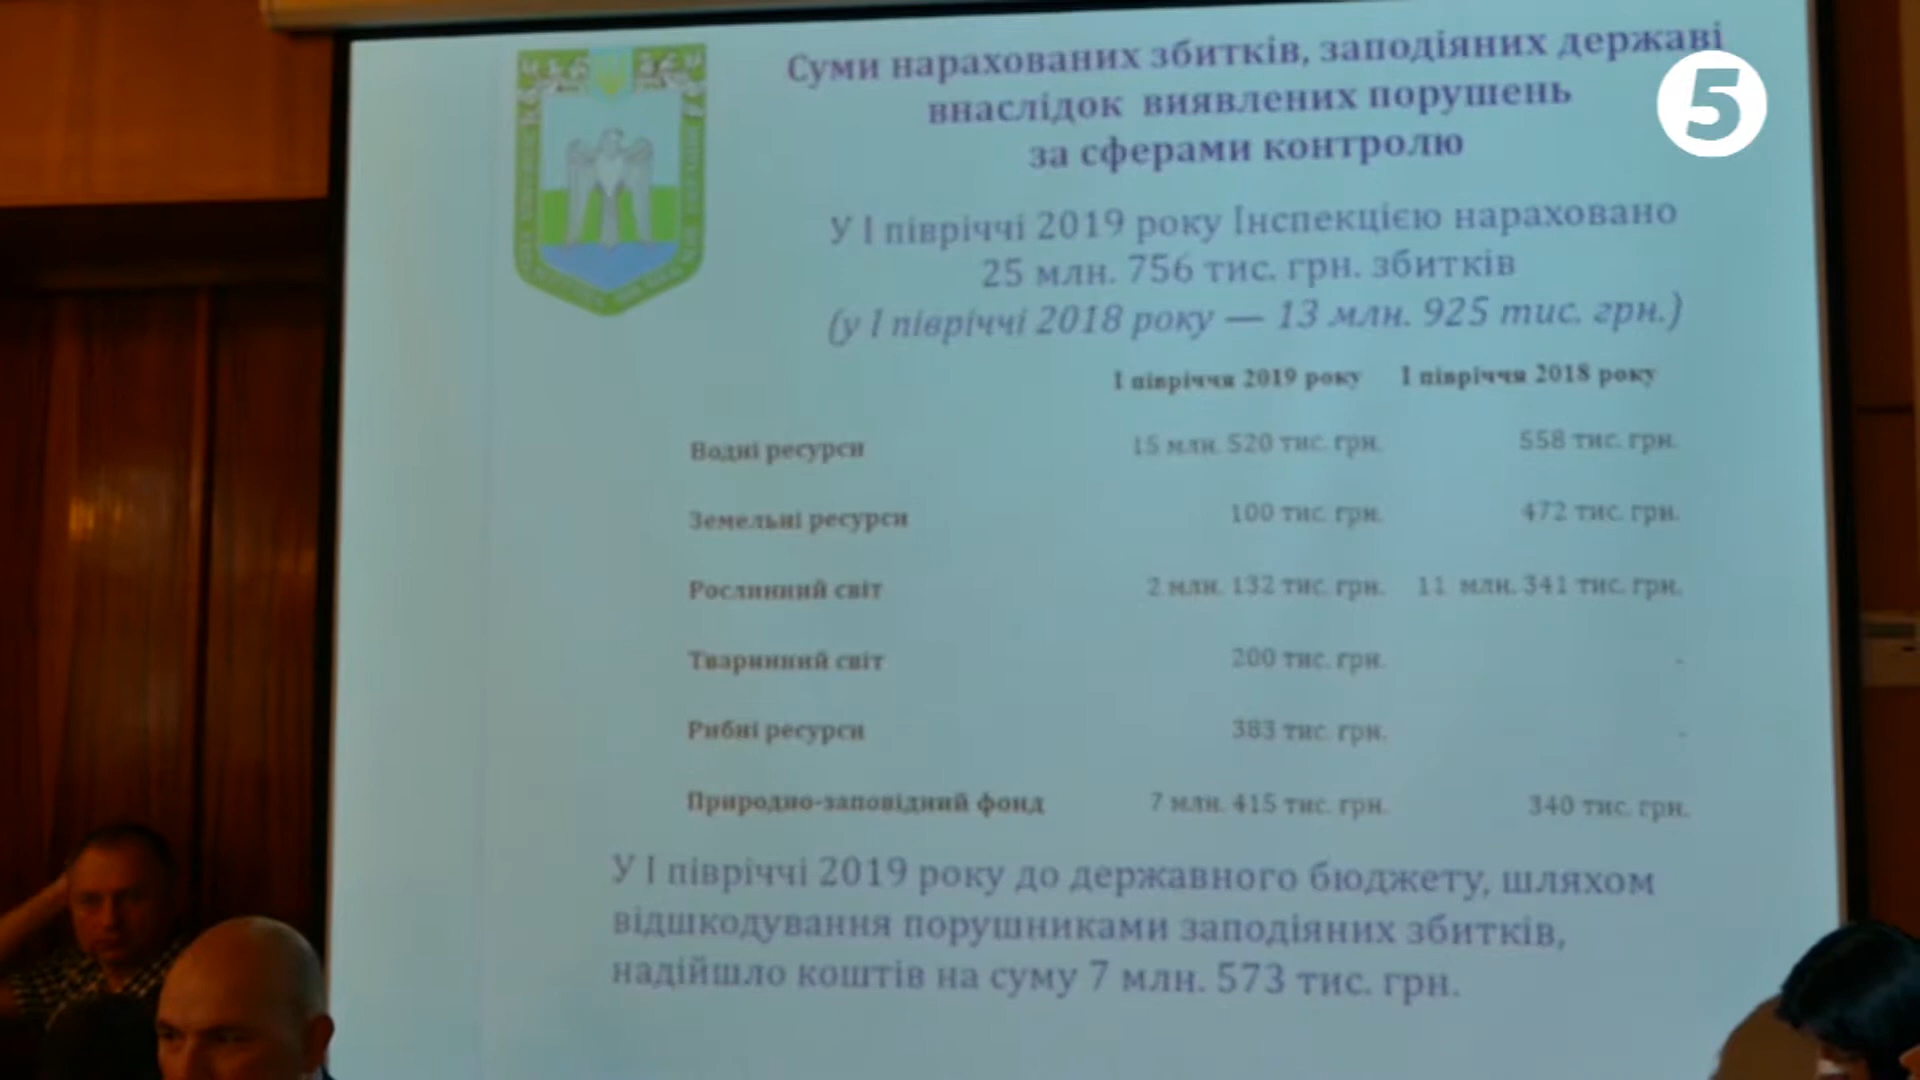 Суми нарахованих збитків, заподіяних державі
внаслідок виявлених порушень
за сферами контролю
5
У І півріччі 2019 року Інспекцією нараховано
25 млн. 756 тис. грн. збитків
(у І півріччі 2018 року — 13 млн. 925 тис. грн.)
І півріччя 2019 року І півріччя 2018 року
Водні ресурси 15 млн. 520 тис. грн. 558 тис. грн.
Земельні ресурси 100 тис. грн. 472 тис. грн.
Рослинний світ 2 млн. 132 тис. грн. 11 млн. 341 тис. грн.
Тваринний світ 200 тис. грн. -
Рибні ресурси 383 тис. грн. -
Природно-заповідний фонд 7 млн. 415 тис. грн. 340 тис. грн.
У І півріччі 2019 року до державного бюджету, шляхом
відшкодування порушниками заподіяних збитків,
надійшло коштів на суму 7 млн. 573 тис. грн.